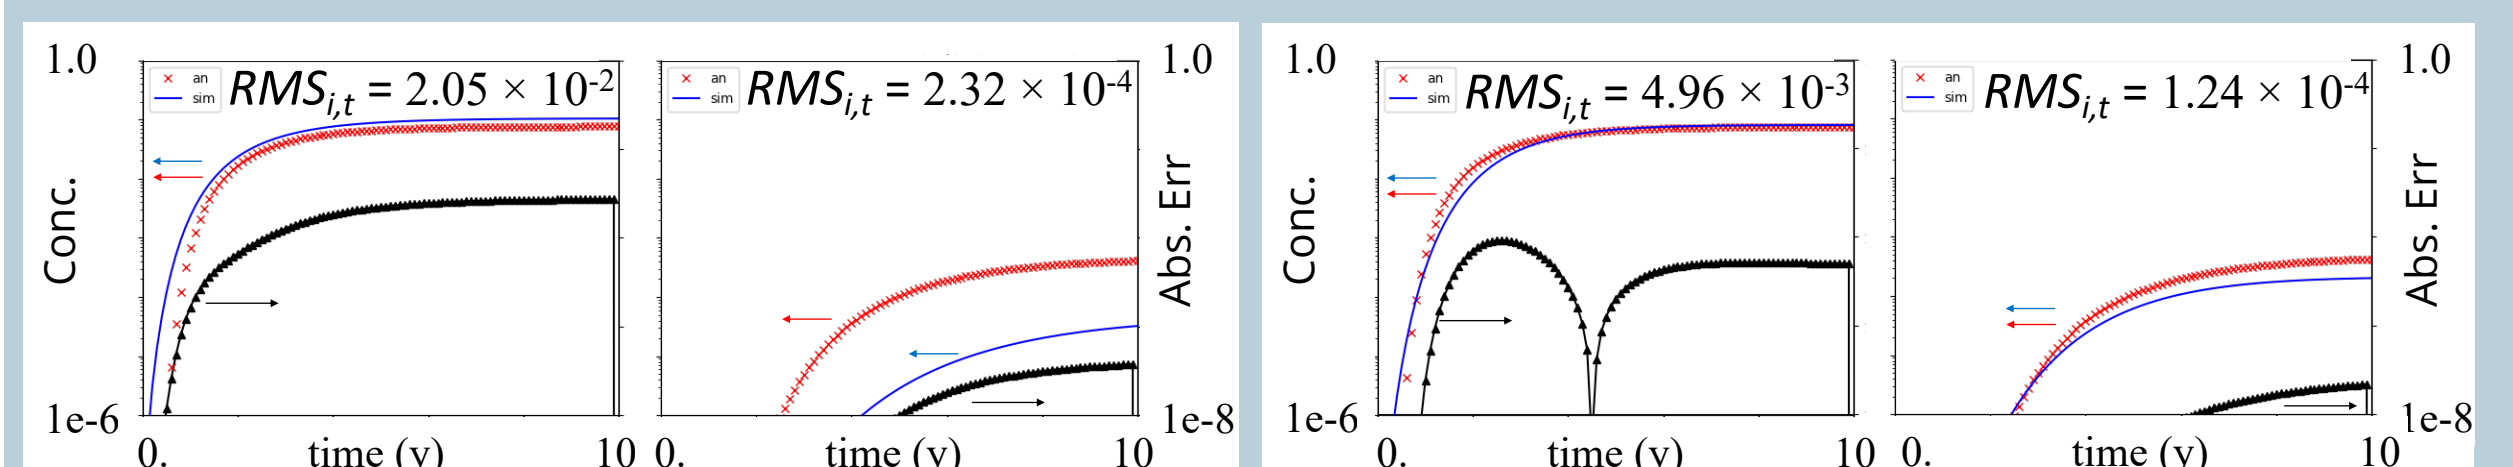 1.0
an
sim
RMSi,t = 2.05 × 10-2
Conc.
1e-6
0.
time (y)
10
an
sim
RMSi,t = 2.32 × 10-4
1.0
Abs. Err
1e-8
0.
time (y)
10
1.0
an
sim
RMSi,t = 4.96 × 10-3
Conc.
1e-6
0.
time (y)
10
an
sim
RMSi,t = 1.24 × 10-4
1.0
Abs. Err
1e-8
0.
time (y)
10